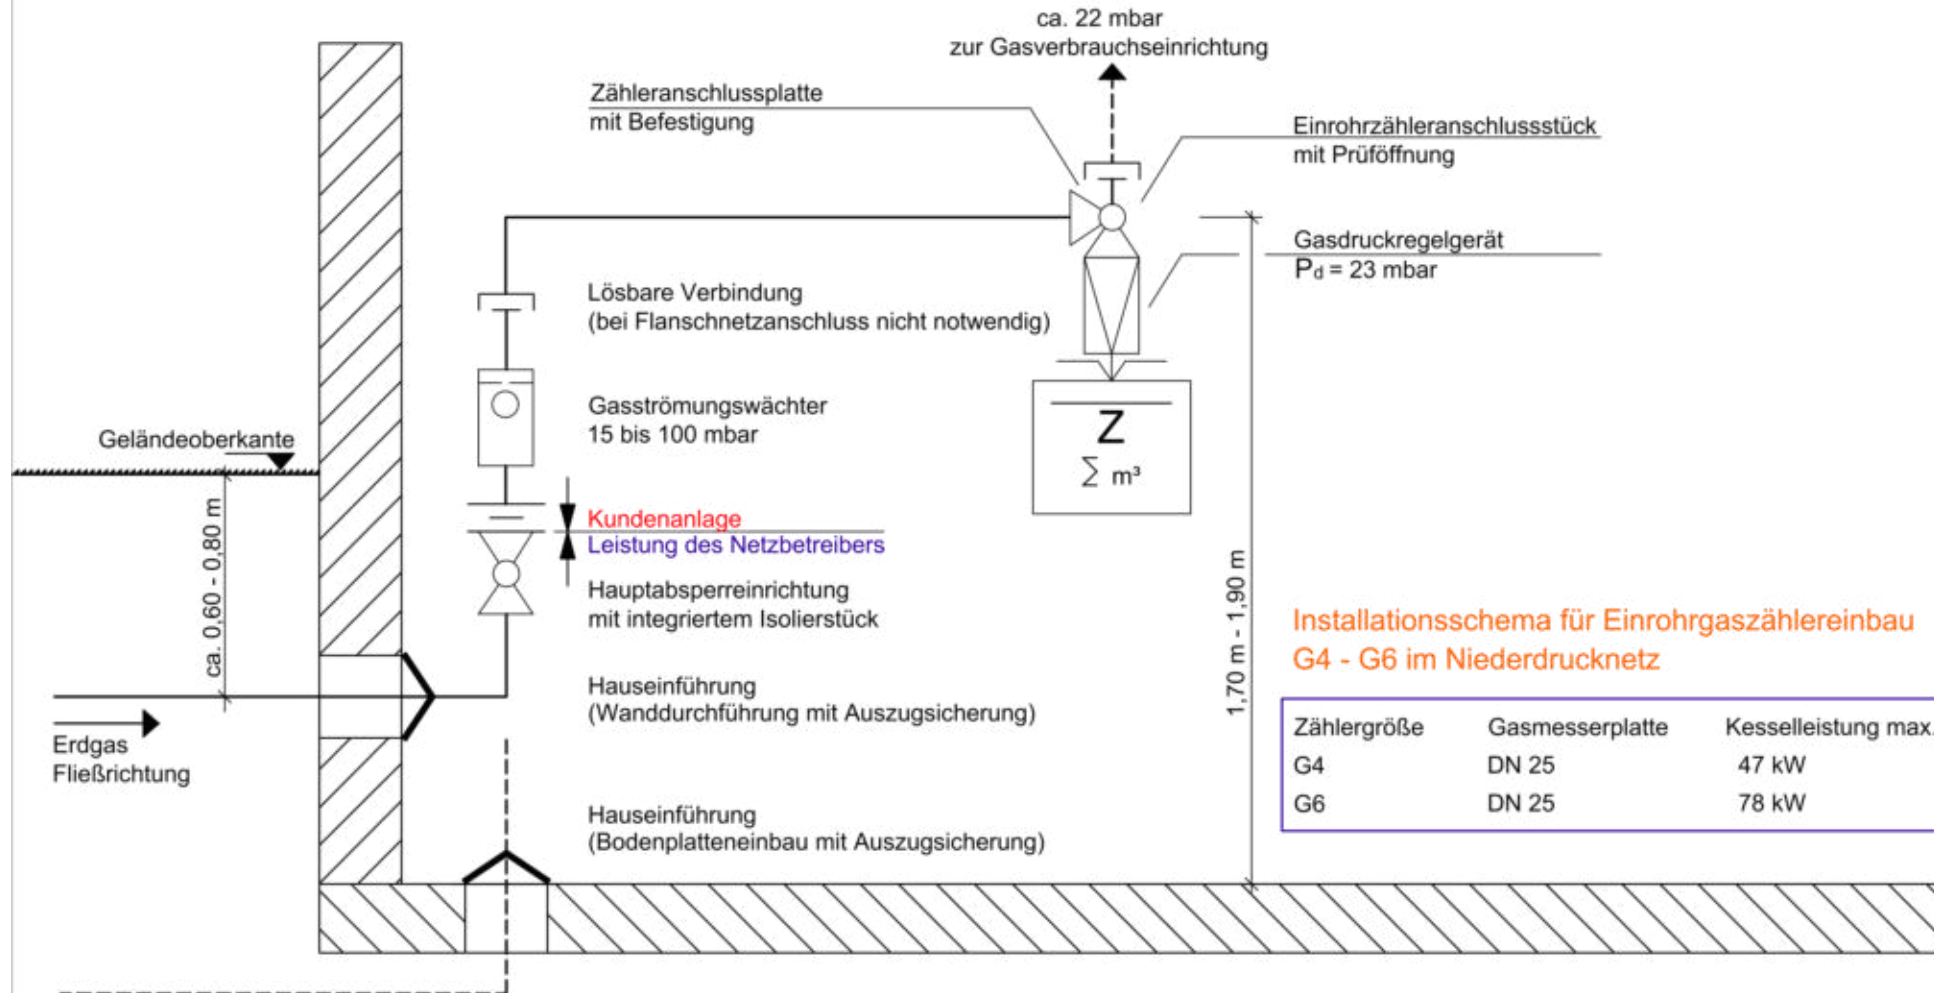 ca. 22 mbar
zur Gasverbrauchseinrichtung
Zähleranschlussplatte
mit Befestigung
Einrohrzähleranschlussstück
mit Prüföffnung
Gasdruckregelgerät
Pd = 23 mbar
Lösbare Verbindung
(bei Flanschnetzanschluss nicht notwendig)
Gasströmungswächter
15 bis 100 mbar
Z
∑ m³
Geländeoberkante
ca. 0,60 - 0,80 m
Kundenanlage
Leistung des Netzbetreibers
Hauptabsperreinrichtung
mit integriertem Isolierstück
1,70 m - 1,90 m
Hauseinführung
(Wanddurchführung mit Auszugsicherung)
Erdgas
Fließrichtung
Hauseinführung
(Bodenplatteneinbau mit Auszugsicherung)
Installationsschema für Einrohrgaszählereinbau
G4 - G6 im Niederdrucknetz
Zählergröße Gasmesserplatte Kesselleistung max.
G4 DN 25 47 kW
G6 DN 25 78 kW